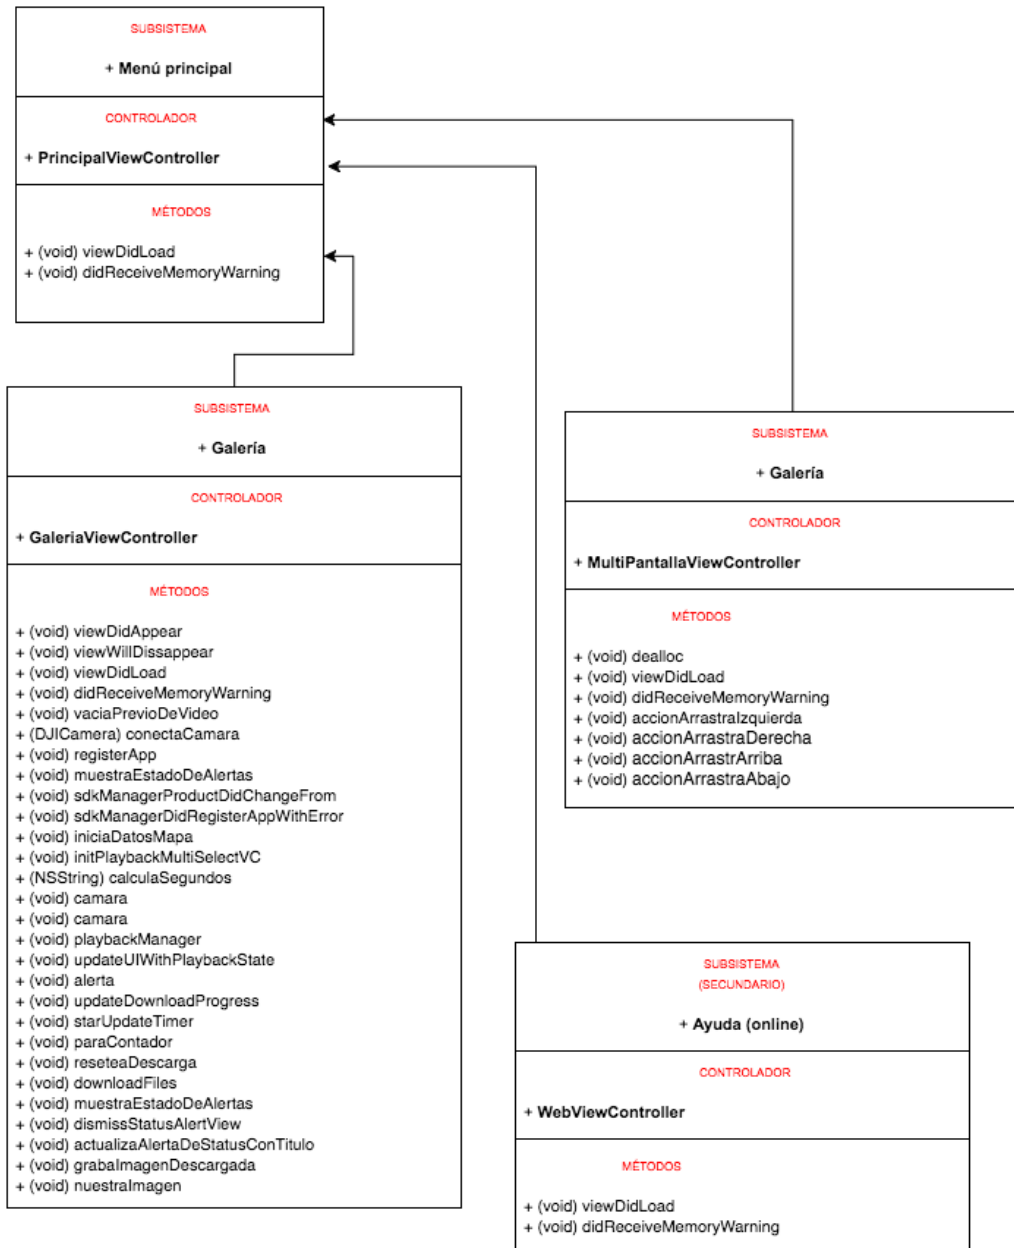 SUBSISTEMA
+ Menú principal
CONTROLADOR
+ PrincipalViewController
MÉTODOS
+ (void) viewDidLoad
+ (void) didReceiveMemoryWarning
SUBSISTEMA
+ Galería
CONTROLADOR
+ GaleriaViewController
MÉTODOS
+ (void) viewDidAppear
+ (void) viewWillDissappear
+ (void) viewDidLoad
+ (void) didReceiveMemoryWarning
+ (void) vaciaPrevioDeVideo
+ (DJICamera) conectaCamara
+ (void) registerApp
+ (void) muestraEstadoDeAlertas
+ (void) sdkManagerProductDidChangeFrom
+ (void) sdkManagerDidRegisterAppWithError
+ (void) iniciaDatosMapa
+ (void) initPlaybackMultiSelectVC
+ (NSString) calculaSegundos
+ (void) camara
+ (void) camara
+ (void) playbackManager
+ (void) updateUIWithPlaybackState
+ (void) alerta
+ (void) updateDownloadProgress
+ (void) starUpdateTimer
+ (void) paraContador
+ (void) reseteaDescarga
+ (void) downloadFiles
+ (void) muestraEstadoDeAlertas
+ (void) dismissStatusAlertView
+ (void) actualizaAlertaDeStatusConTitulo
+ (void) grabaImagenDescargada
+ (void) nuestraImagen
SUBSISTEMA
+ Galería
CONTROLADOR
+ MultiPantallaViewController
MÉTODOS
+ (void) dealloc
+ (void) viewDidLoad
+ (void) didReceiveMemoryWarning
+ (void) accionArrastraIzquierda
+ (void) accionArrastraDerecha
+ (void) accionArrastrArriba
+ (void) accionArrastraAbajo
SUBSISTEMA
(SECUNDARIO)
+ Ayuda (online)
CONTROLADOR
+ WebViewController
MÉTODOS
+ (void) viewDidLoad
+ (void) didReceiveMemoryWarning